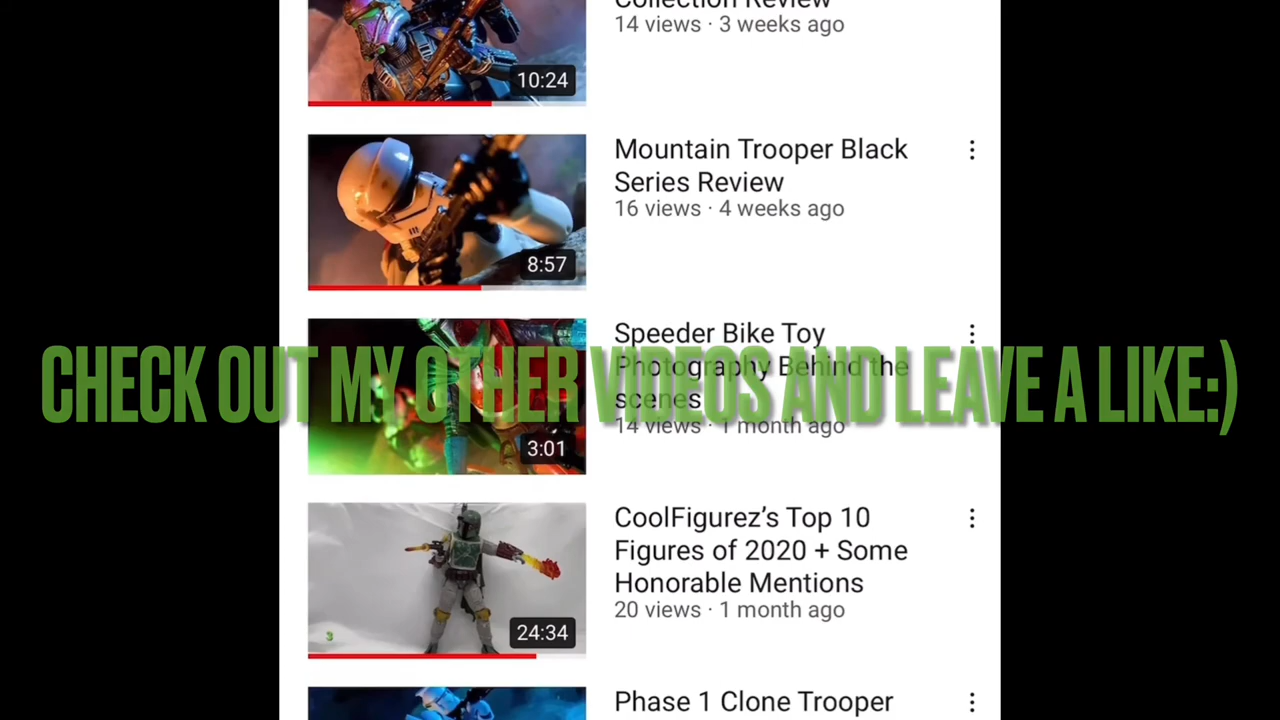 Collection Review
14 views · 3 weeks ago
10:24
Mountain Trooper Black
Series Review
16 views · 4 weeks ago
8:57
Speeder Bike Toy
Photography Behind the
scenes
14 views · 1 month ago
3:01
CHECK OUT MY OTHER VIDEOS AND LEAVE A LIKE:)
CoolFigurez’s Top 10
Figures of 2020 + Some
Honorable Mentions
20 views · 1 month ago
3
24:34
Phase 1 Clone Trooper